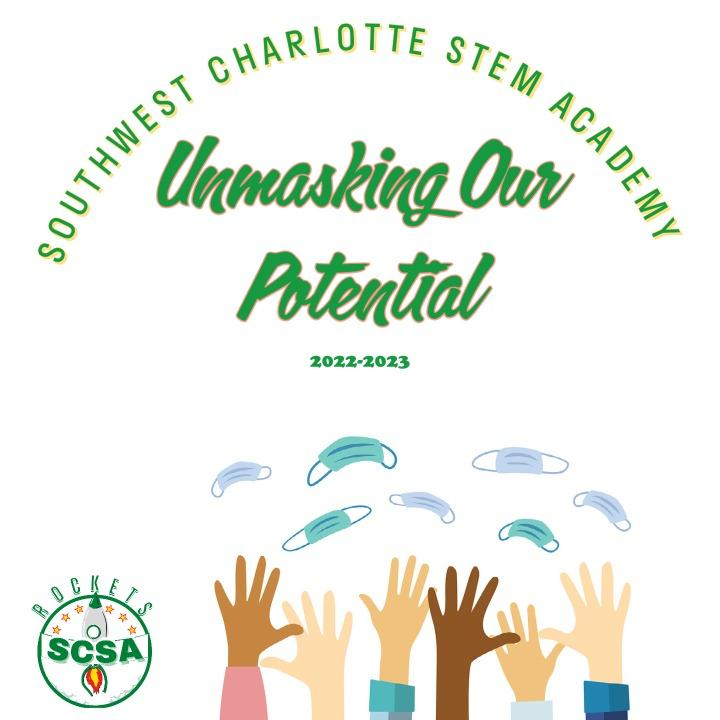 SOUTHWEST CHARLOTTE STEM ACADEMY
Unmasking Our
Potential
2022-2023
ROCKETS
SCSA